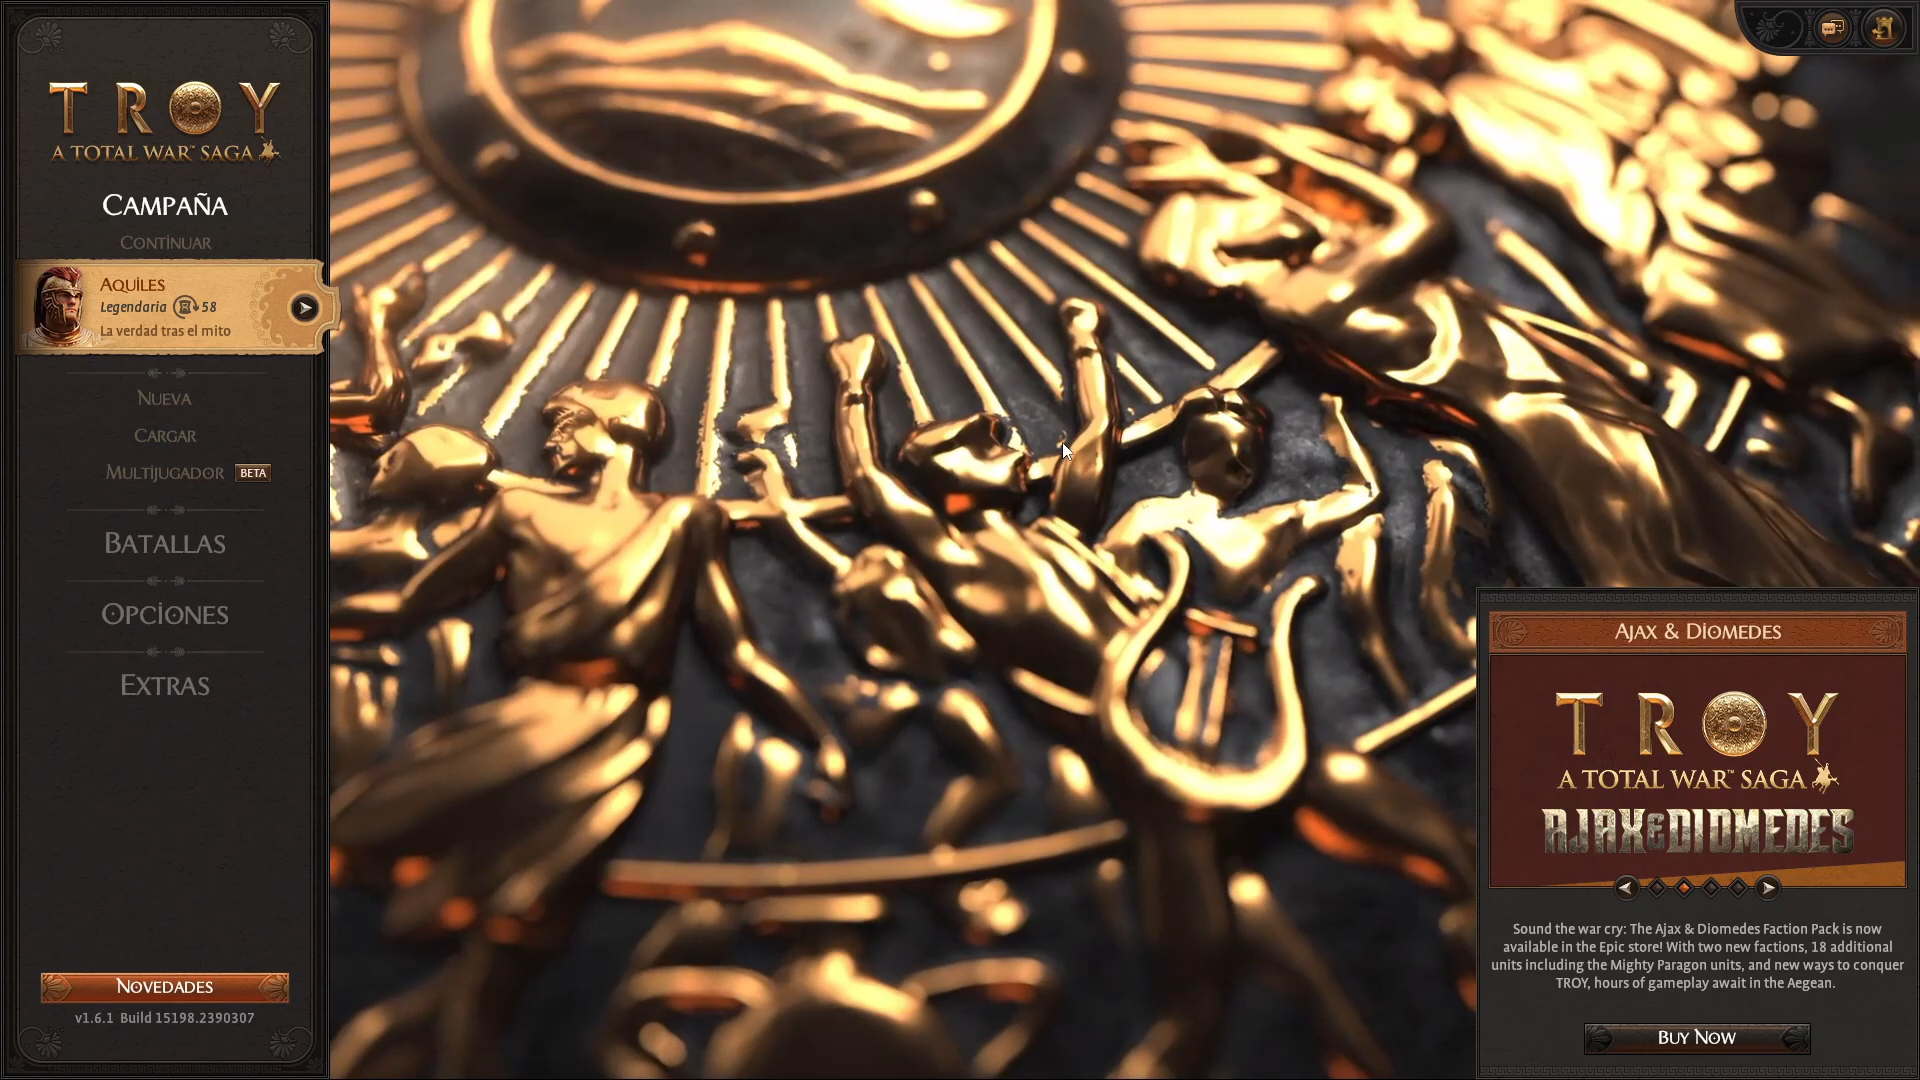 TROY
A TOTAL WAR™ SAGA
CAMPAÑA
CONTINUAR
AQUILES
Legendaria 58
La verdad tras el mito
NUEVA
CARGAR
MULTIJUGADOR BETA
BATALLAS
OPCIONES
EXTRAS
NOVEDADES
v1.6.1 Build 15198.2390307
AJAX & DIOMEDES
TROY
A TOTAL WAR™ SAGA
AJAX & DIOMEDES
Sound the war cry: The Ajax & Diomedes Faction Pack is now
available in the Epic store! With two new factions, 18 additional
units including the Mighty Paragon units, and new ways to conquer
TROY, hours of gameplay await in the Aegean.
BUY NOW